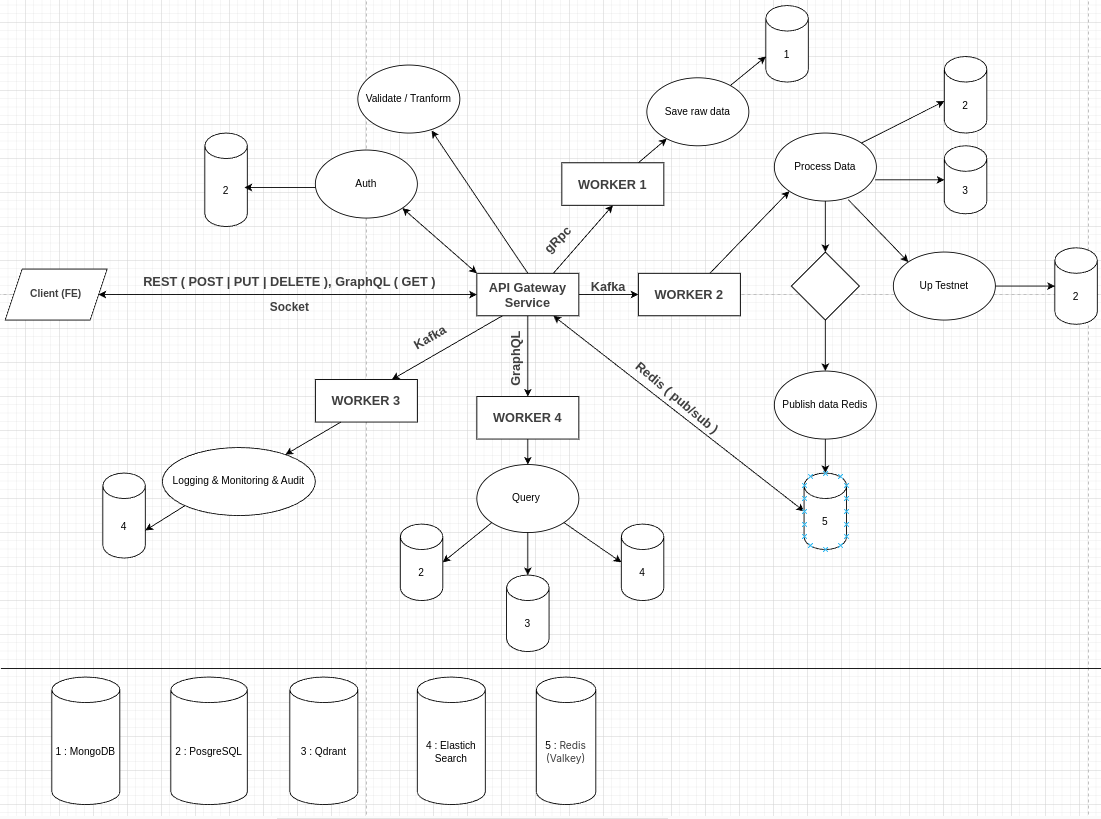 1
Validate / Tranform
Save raw data
2
Process Data
2
Auth
WORKER 1
3
gRpc
REST ( POST | PUT | DELETE ), GraphQL ( GET )
Client (FE)
Socket
API Gateway
Service
Kafka
WORKER 2
Up Testnet
2
Kafka
GraphQL
Redis ( pub/sub )
WORKER 3
WORKER 4
Publish data Redis
Logging & Monitoring & Audit
Query
4
5
2
4
3
1 : MongoDB
2 : PosgreSQL
3 : Qdrant
4 : Elastich
Search
5 : Redis
(Valkey)